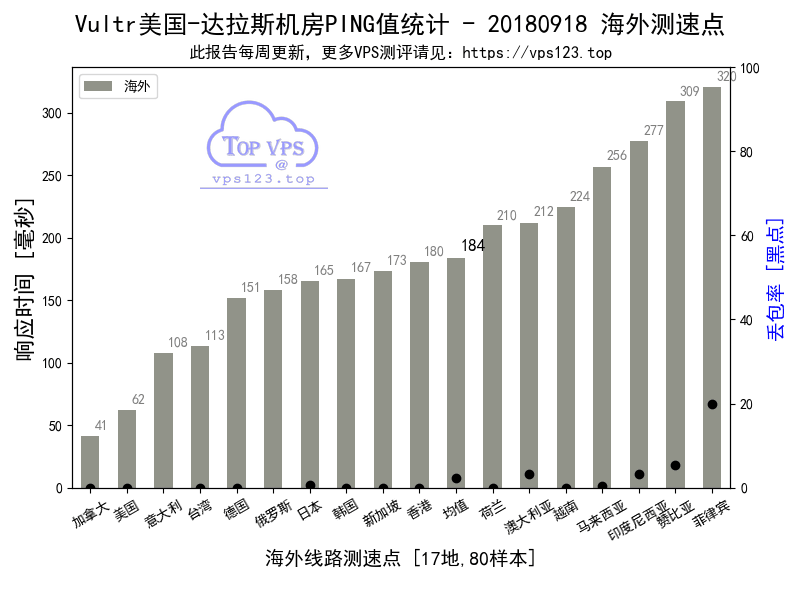 Vultr美国-达拉斯机房PING值统计 - 20180918 海外测速点
此报告每周更新，更多VPS测评请见：https://vps123.top
海外
TOP VPS
@
vps123.top
响应时间 [毫秒]
300
250
200
150
100
50
0
41
62
108
113
151
158
165
167
173
180
184
210
212
224
256
277
309
320
100
80
60
40
20
0
丢包率 [黑点]
加拿大
美国
意大利
台湾
德国
俄罗斯
日本
韩国
新加坡
香港
均值
荷兰
澳大利亚
越南
马来西亚
印度尼西亚
赞比亚
菲律宾
海外线路测速点 [17地,80样本]